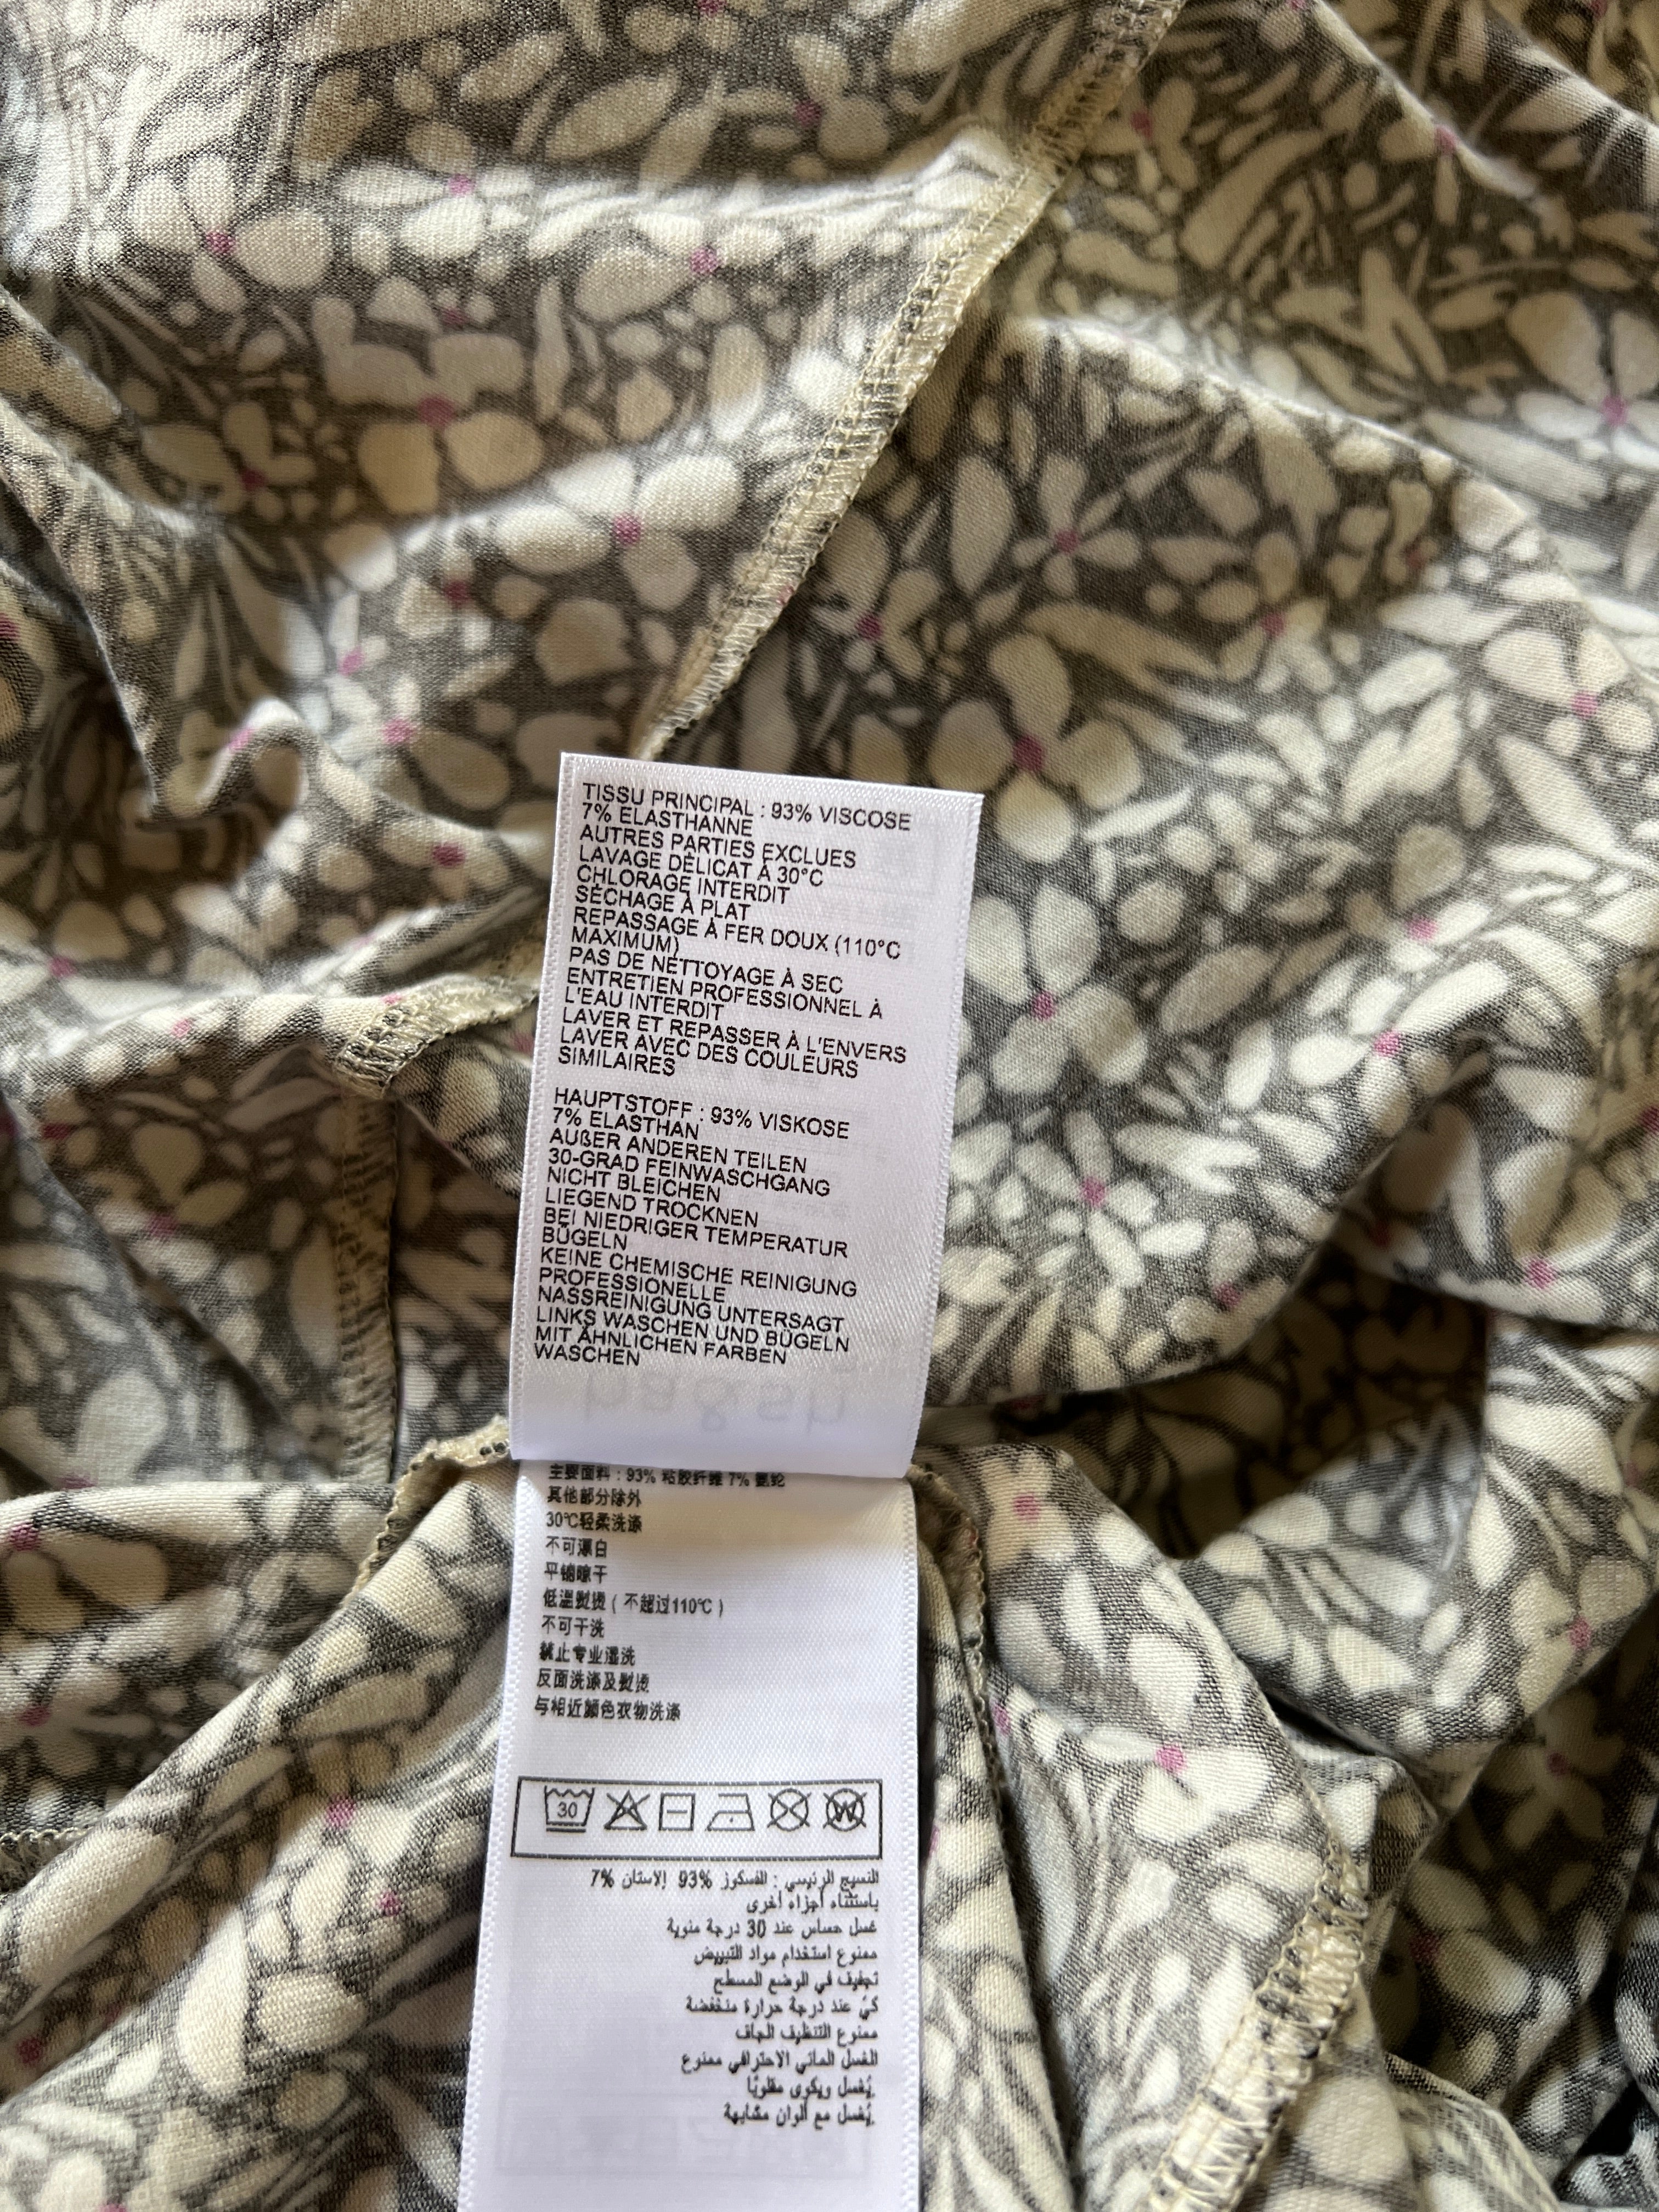 TISSU PRINCIPAL : 93% VISCOSE
7% ELASTHANNE
AUTRES PARTIES EXCLUES
LAVAGE DÉLICAT À 30°C
CHLORAGE INTERDIT
SÉCHAGE À PLAT
REPASSAGE À FER DOUX (110°C
MAXIMUM)
PAS DE NETTOYAGE À SEC
ENTRETIEN PROFESSIONNEL À
L'EAU INTERDIT
LAVER ET REPASSER À L'ENVERS
LAVER AVEC DES COULEURS
SIMILAIRES
HAUPTSTOFF : 93% VISKOSE
7% ELASTHAN
AUßER ANDEREN TEILEN
30-GRAD FEINWASCHGANG
NICHT BLEICHEN
LIEGEND TROCKNEN
BEI NIEDRIGER TEMPERATUR
BÜGELN
KEINE CHEMISCHE REINIGUNG
PROFESSIONELLE
NASSREINIGUNG UNTERSAGT
LINKS WASCHEN UND BÜGELN
MIT ÄHNLICHEN FARBEN
WASCHEN
主要面料：93% 粘胶纤维 7% 氨纶
其他部分除外
30℃轻柔洗涤
不可漂白
平铺晾干
低温熨烫（不超过110℃）
不可干洗
禁止专业湿洗
反面洗涤及熨烫
与相近颜色衣物洗涤
30 W
النسيج الرئيسي : الفسكوز 93% إلاستان 7%
باستثناء أجزاء أخرى
غسل حساس عند 30 درجة مئوية
ممنوع استخدام مواد التبييض
تجفيف في الوضع المسطح
كيّ عند درجة حرارة منخفضة
ممنوع التنظيف الجاف
الغسل المائي الاحترافي ممنوع
يُغسل ويكوى مقلوبًا
يُغسل مع ألوان مشابهة